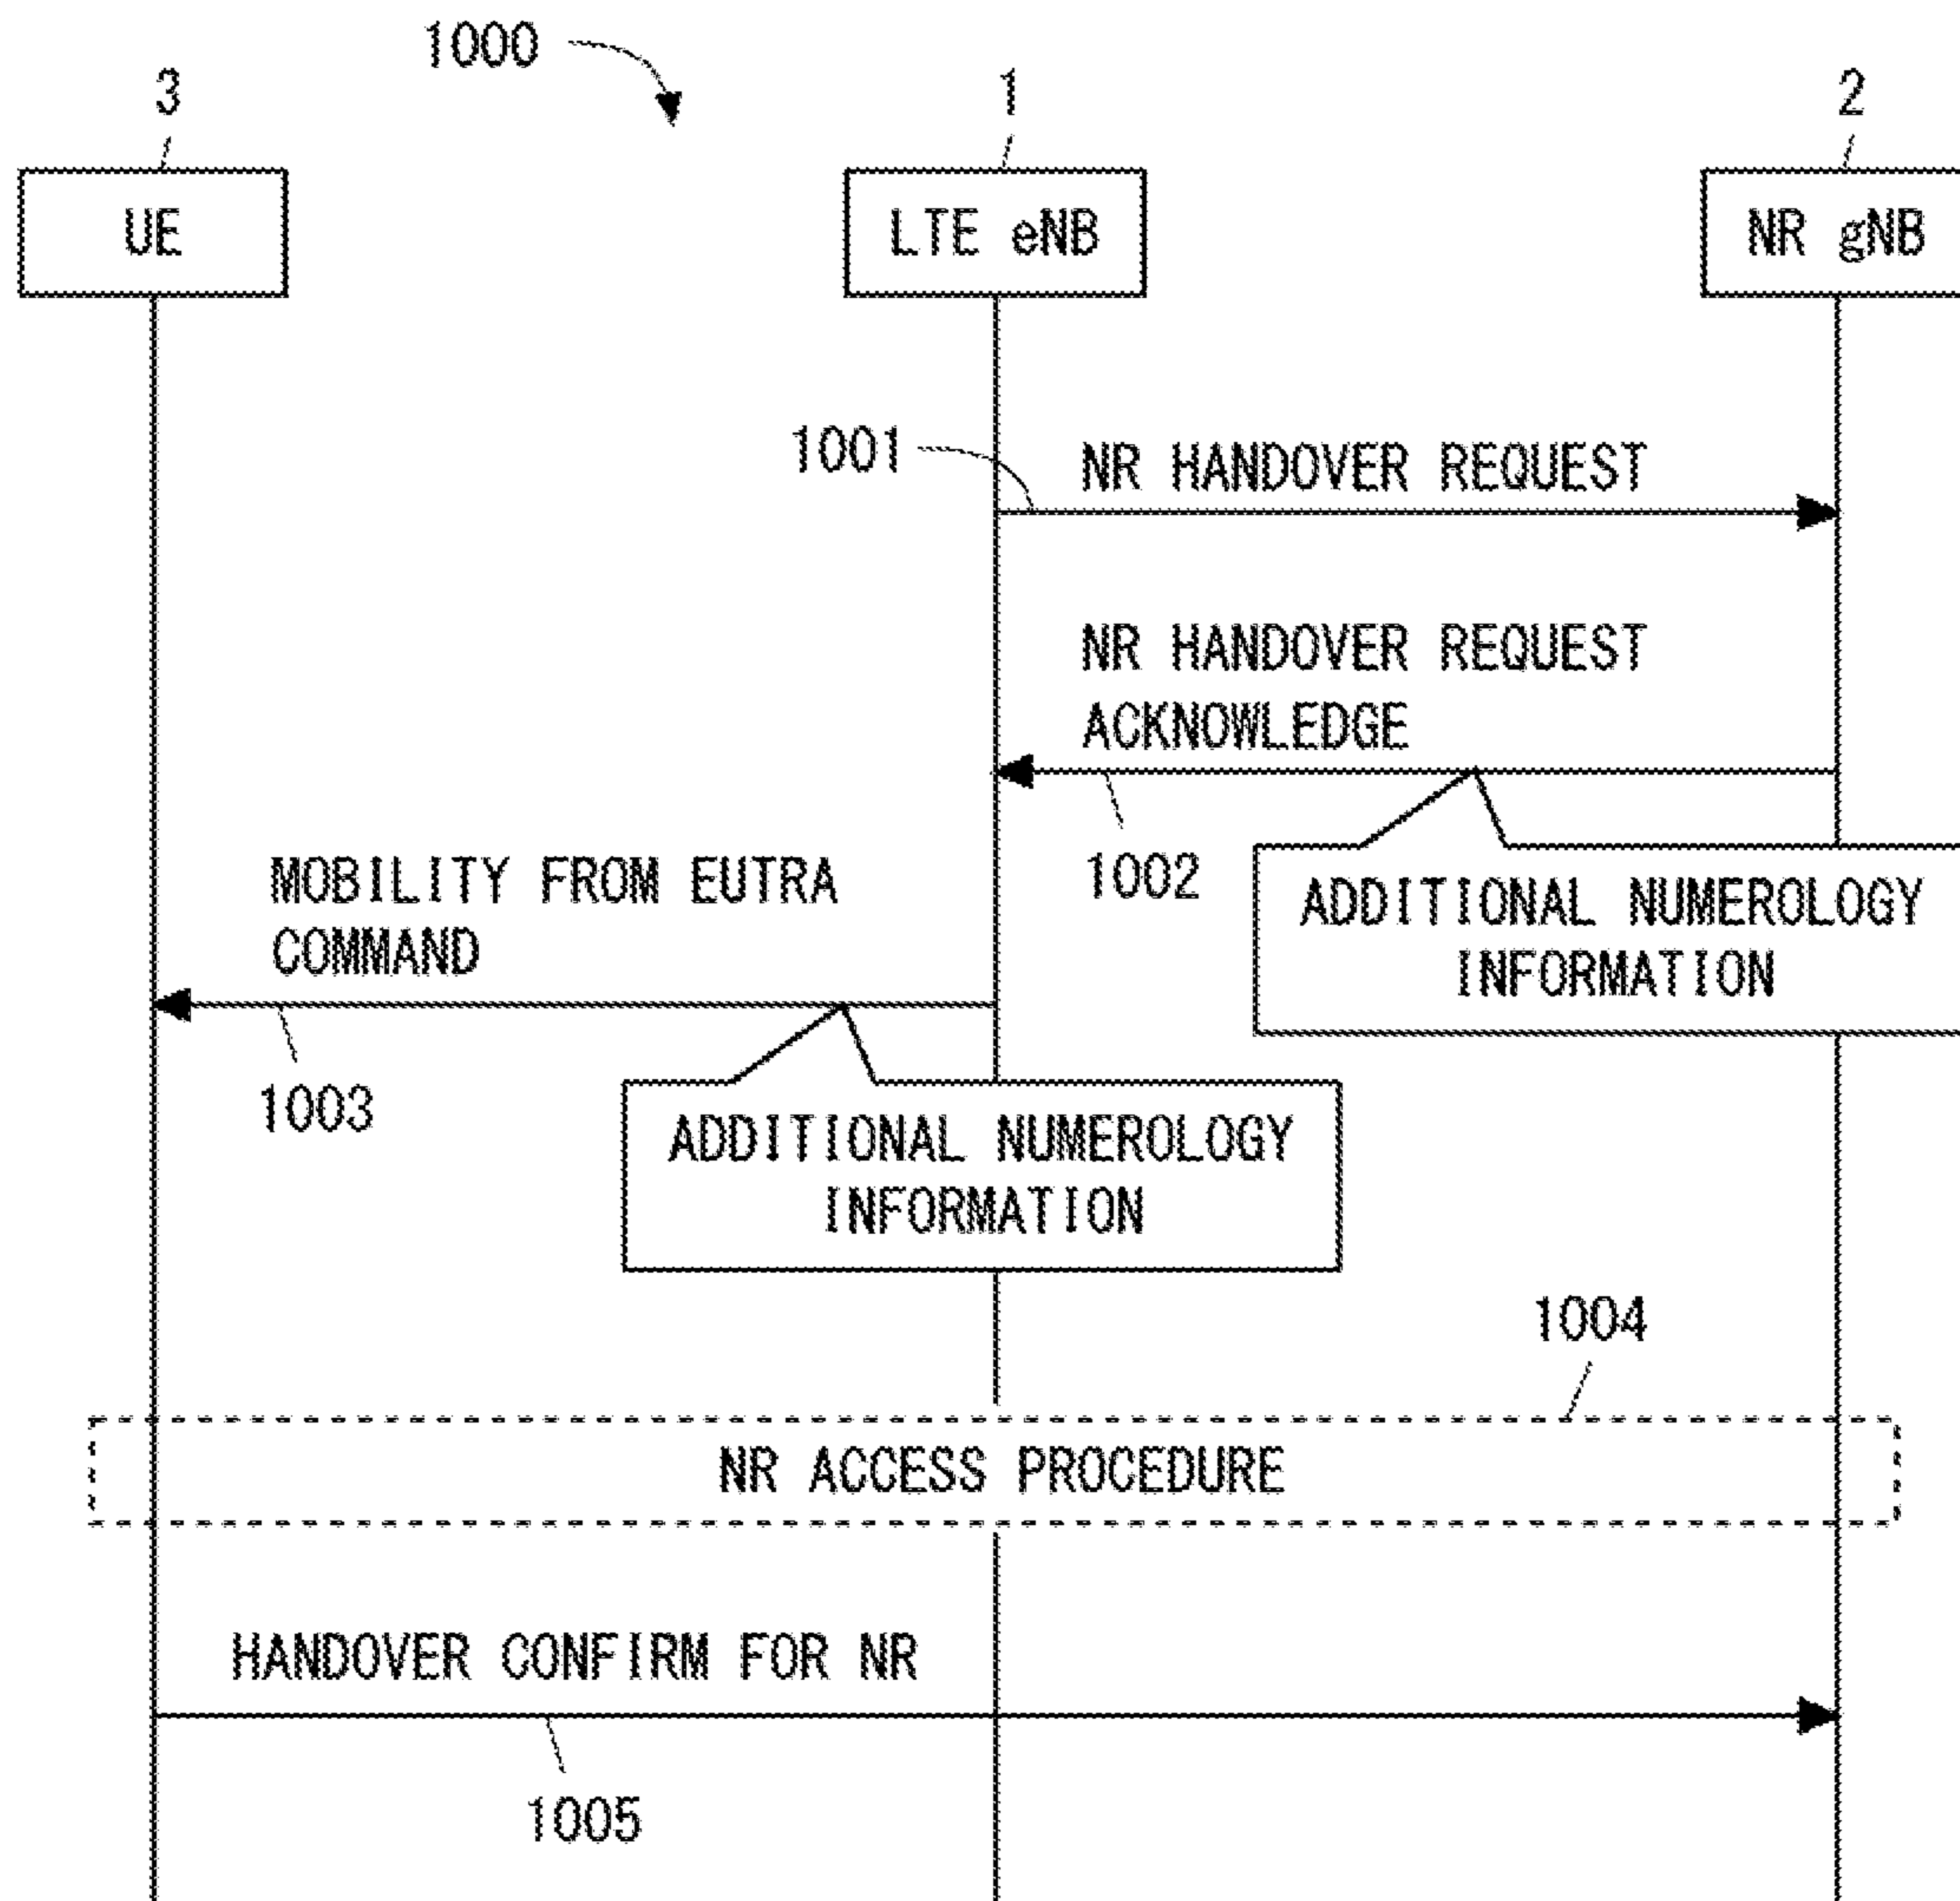 1000
3
1
2
UE
LTE eNB
NR gNB
1001
NR HANDOVER REQUEST
NR HANDOVER REQUEST
ACKNOWLEDGE
1002
ADDITIONAL NUMEROLOGY
INFORMATION
MOBILITY FROM EUTRA
COMMAND
1003
ADDITIONAL NUMEROLOGY
INFORMATION
1004
NR ACCESS PROCEDURE
HANDOVER CONFIRM FOR NR
1005